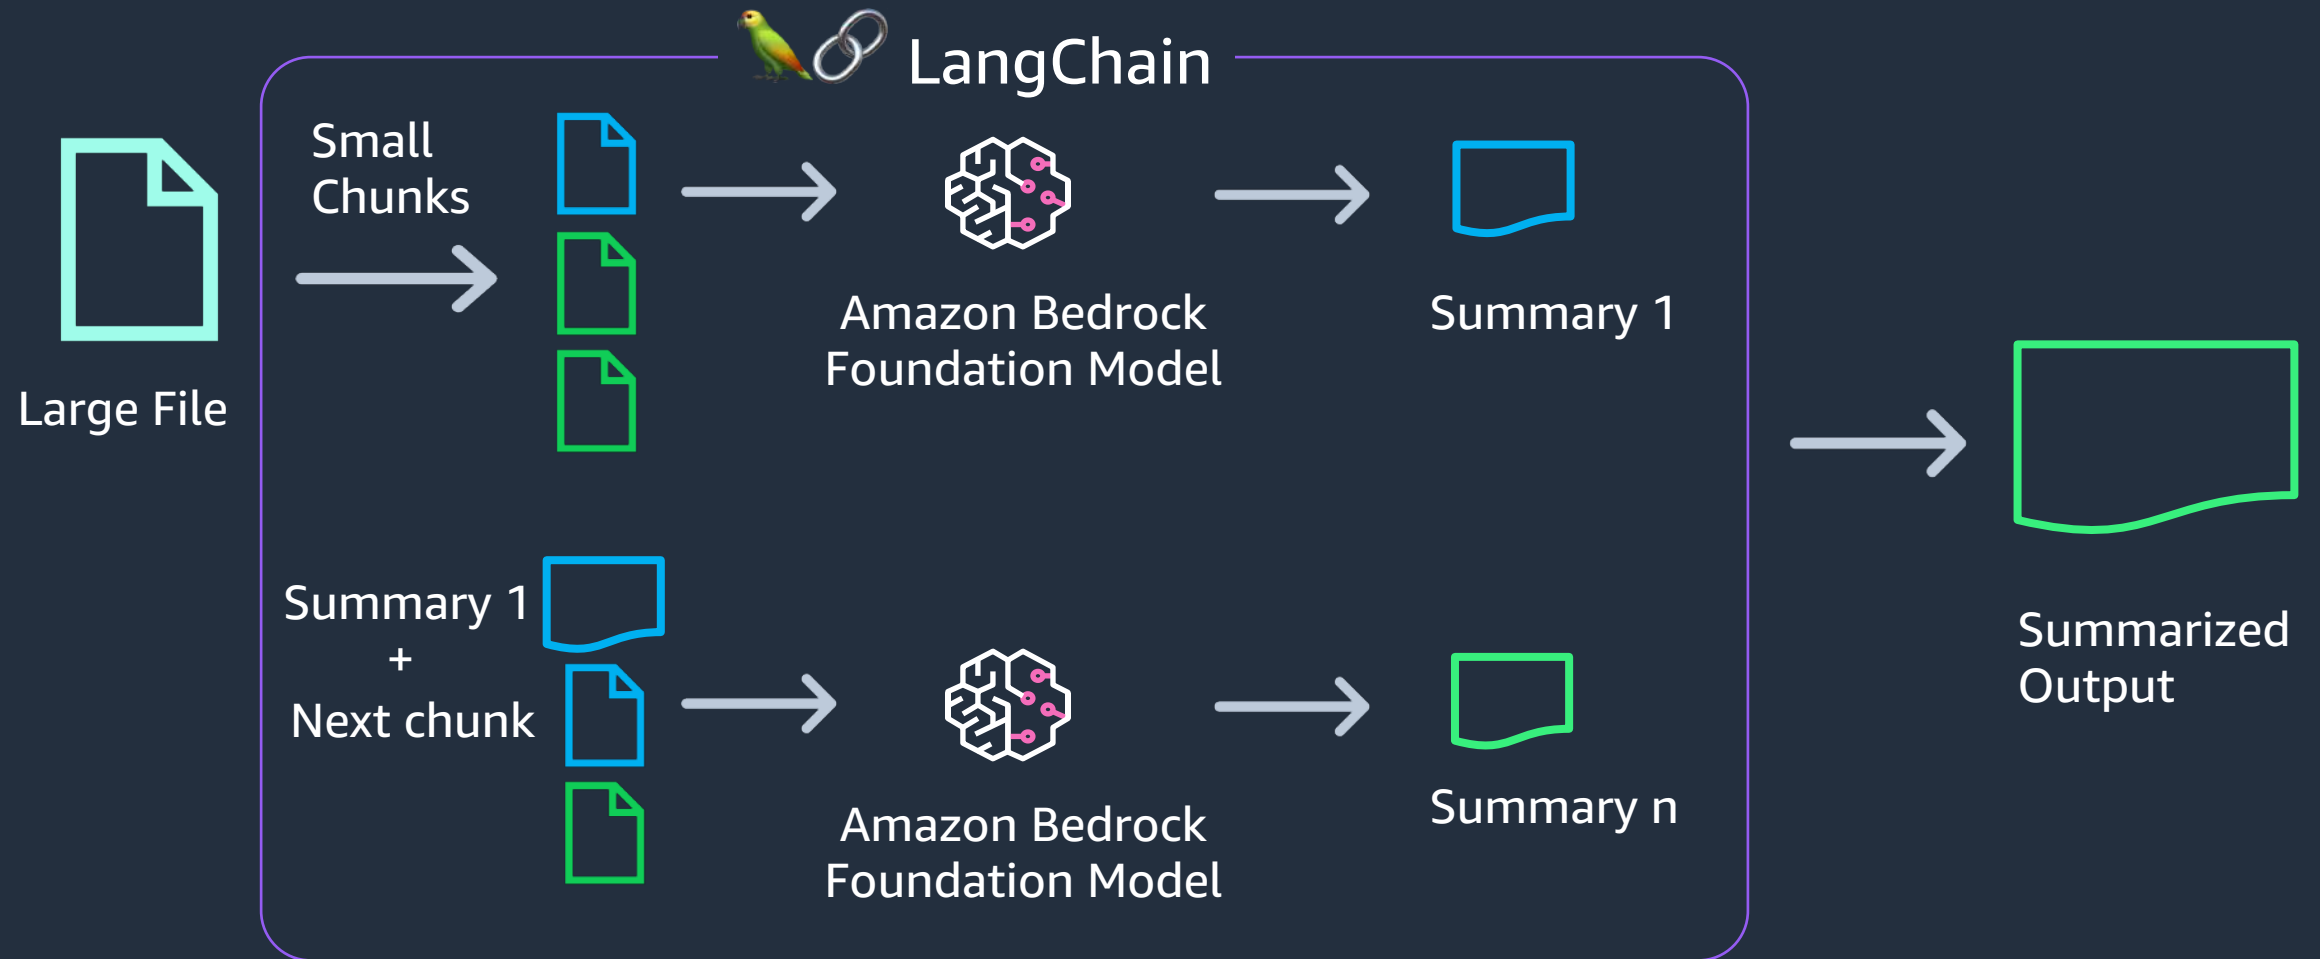 LangChain
Small
Chunks
Large File
Amazon Bedrock
Foundation Model
Summary 1
Summary 1
+
Next chunk
Amazon Bedrock
Foundation Model
Summary n
Summarized
Output